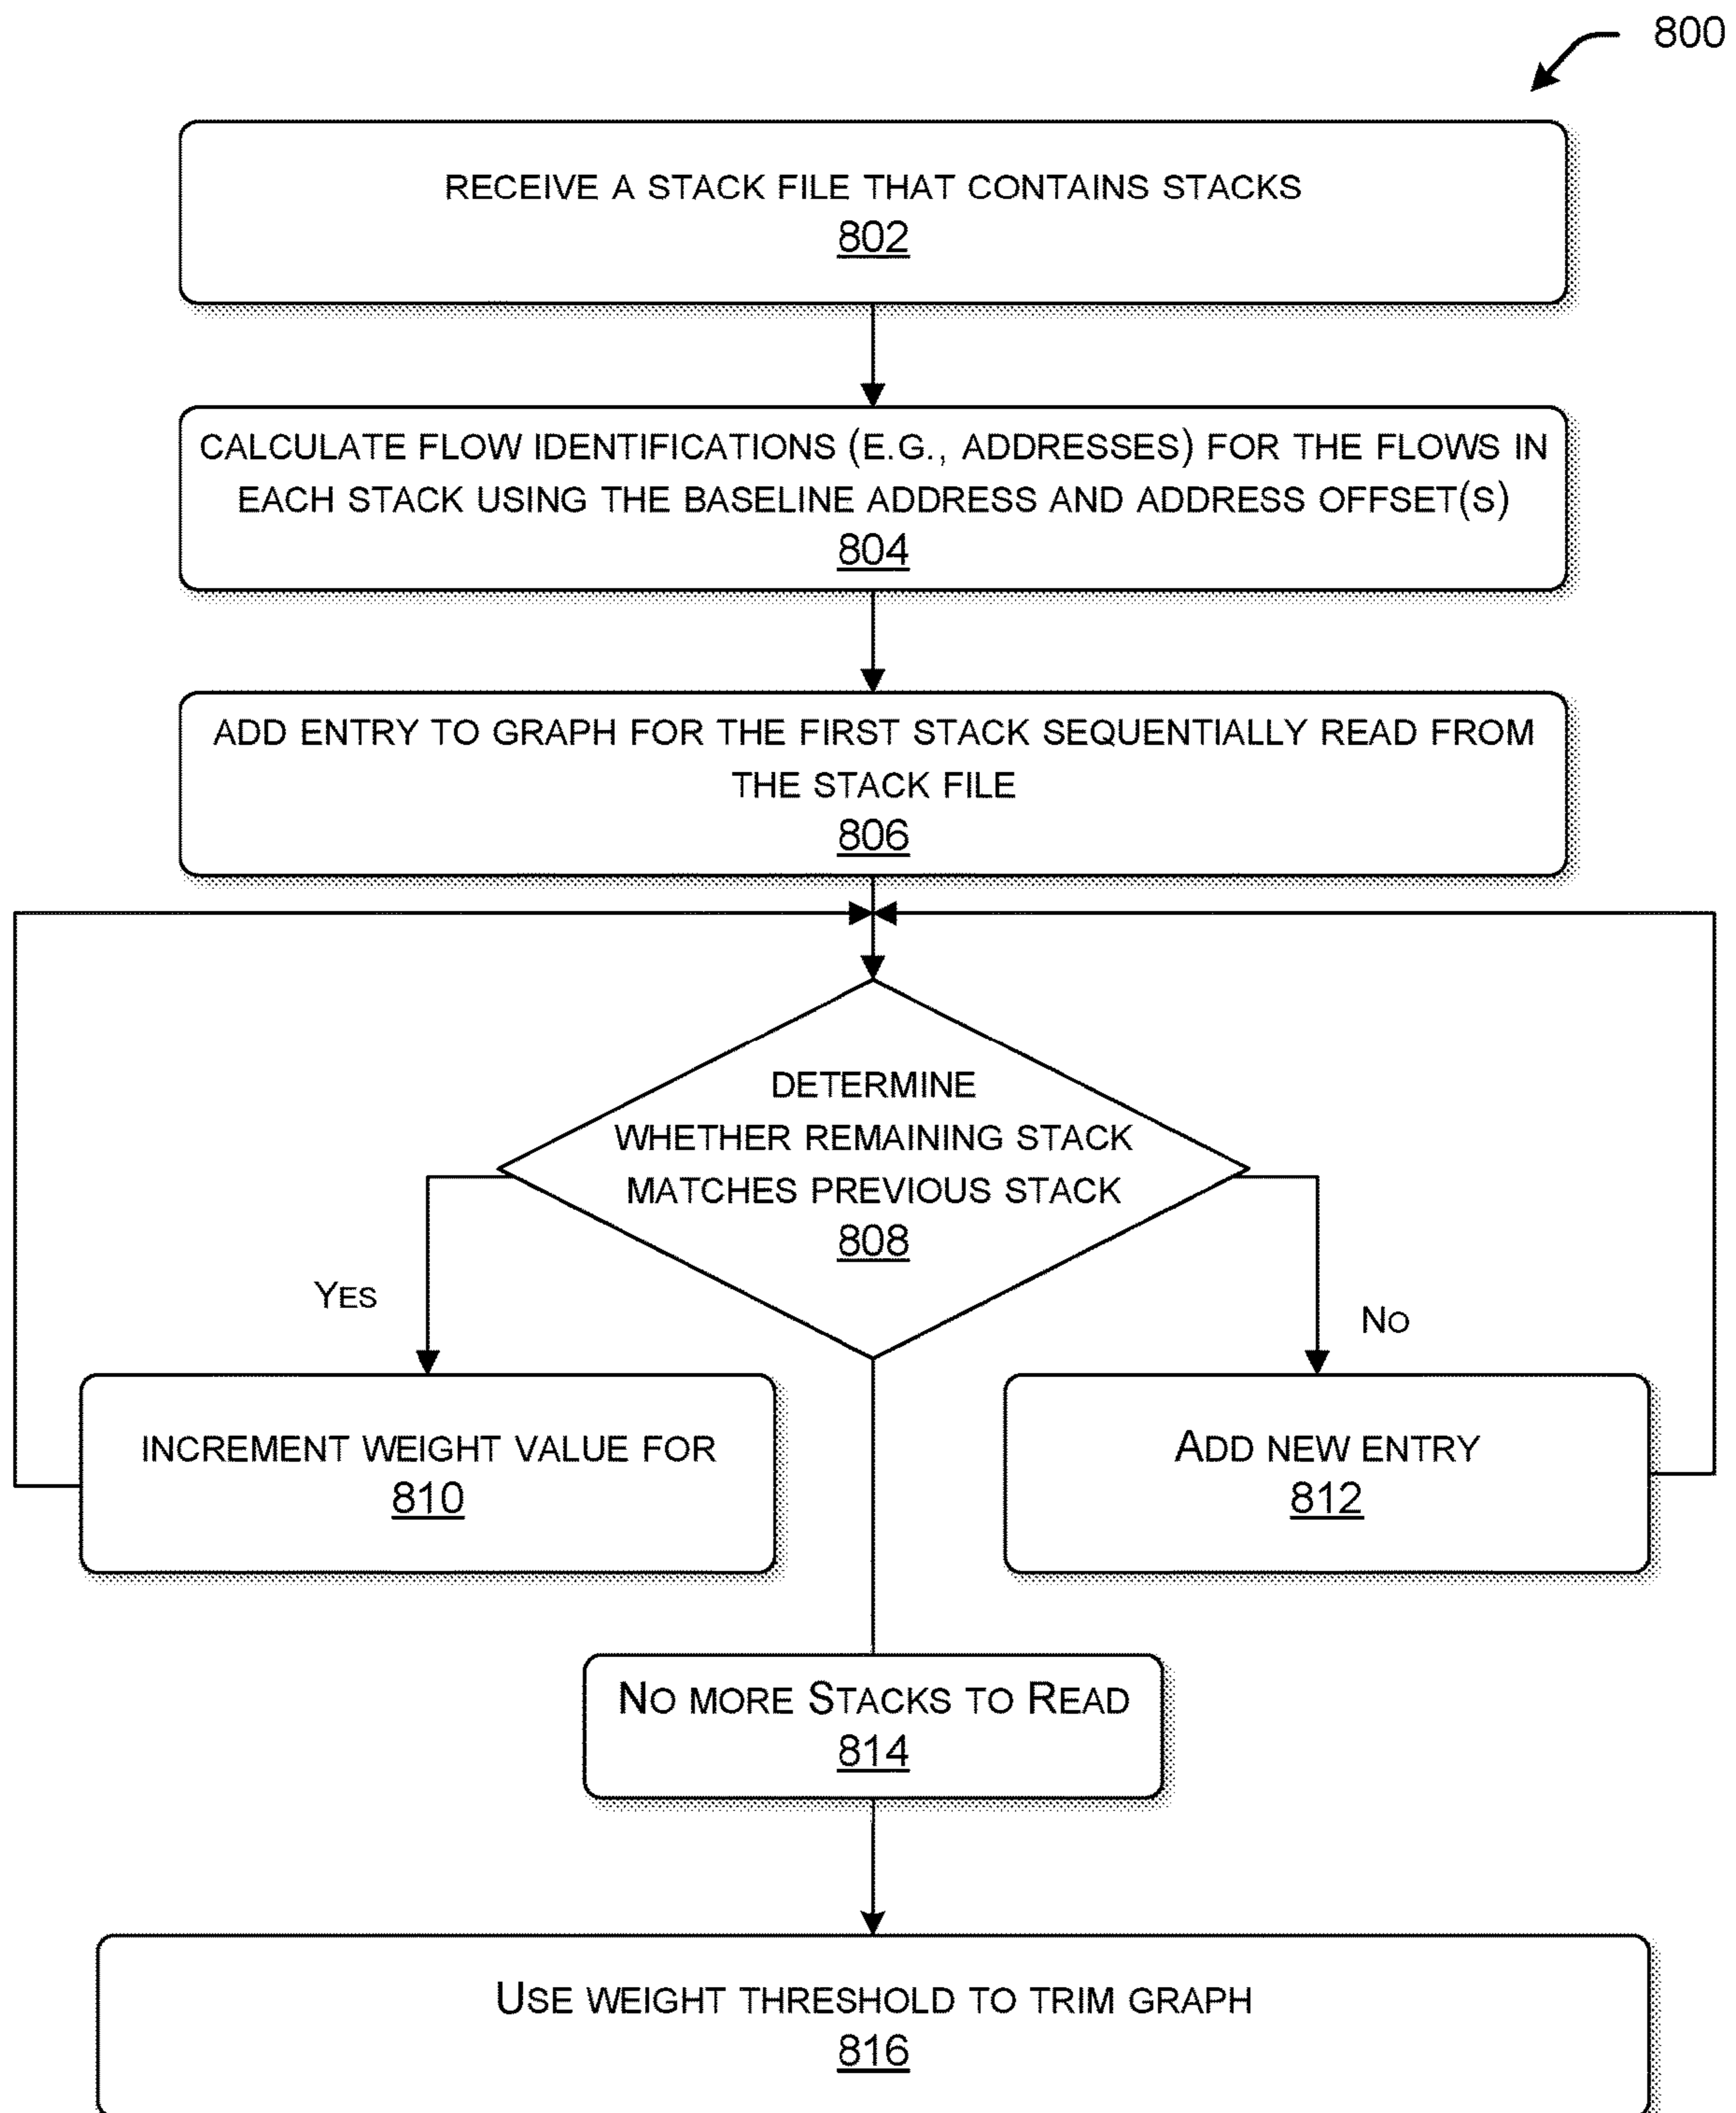 800
RECEIVE A STACK FILE THAT CONTAINS STACKS
802
CALCULATE FLOW IDENTIFICATIONS (E.G., ADDRESSES) FOR THE FLOWS IN
EACH STACK USING THE BASELINE ADDRESS AND ADDRESS OFFSET(S)
804
ADD ENTRY TO GRAPH FOR THE FIRST STACK SEQUENTIALLY READ FROM
THE STACK FILE
806
DETERMINE
WHETHER REMAINING STACK
MATCHES PREVIOUS STACK
808
YES
NO
INCREMENT WEIGHT VALUE FOR
810
ADD NEW ENTRY
812
NO MORE STACKS TO READ
814
USE WEIGHT THRESHOLD TO TRIM GRAPH
816